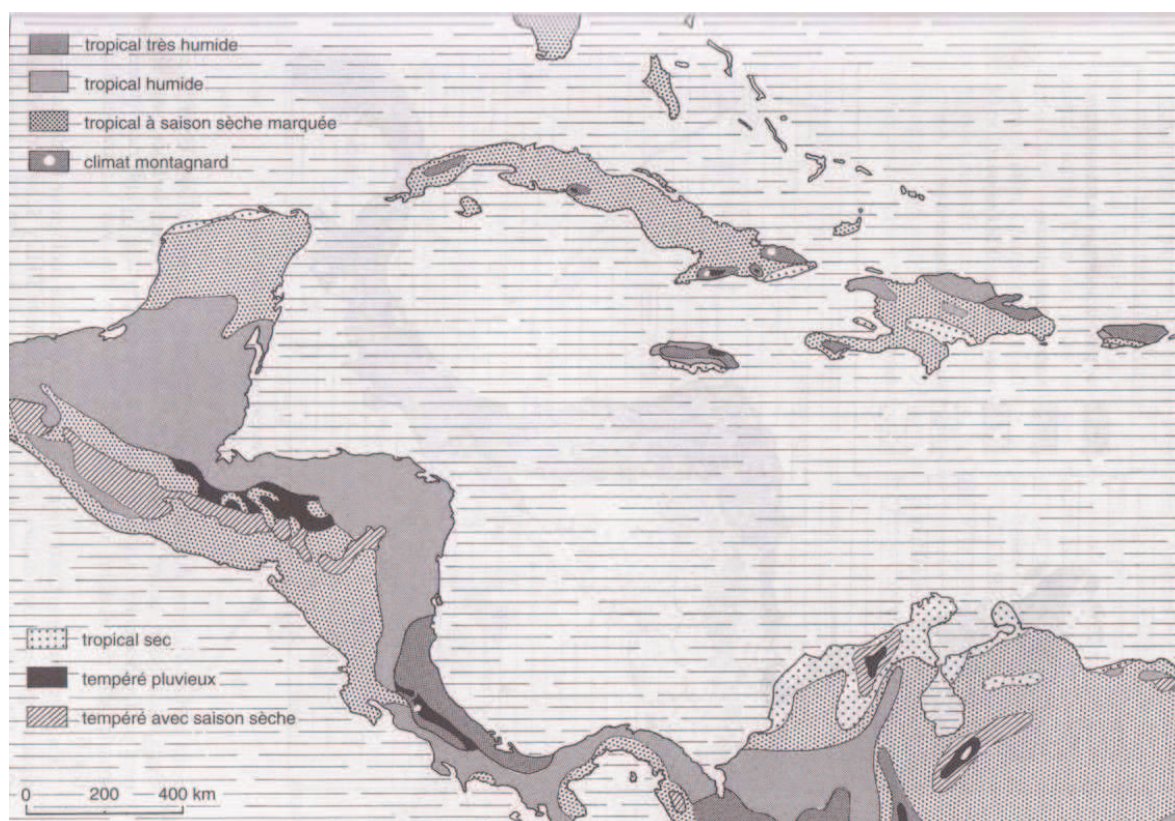 tropical très humide
tropical humide
tropical à saison sèche marquée
climat montagnard
tropical sec
tempéré pluvieux
tempéré avec saison sèche
0 200 400 km